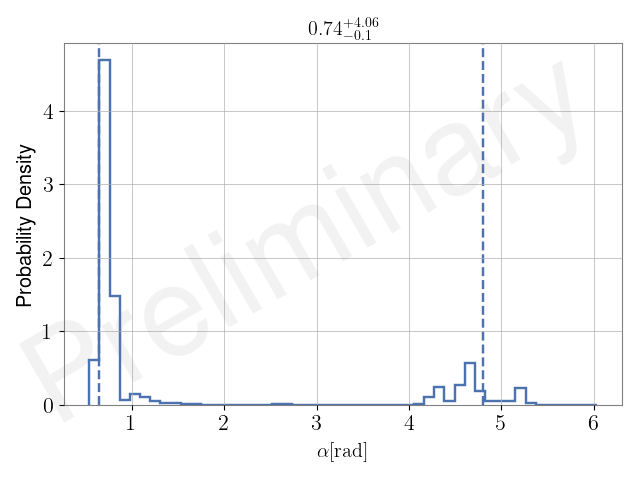 0.74$^{+4.06}_{-0.1}$
Preliminary
Probability Density
4
3
2
1
0
1 2 3 4 5 6
α[rad]